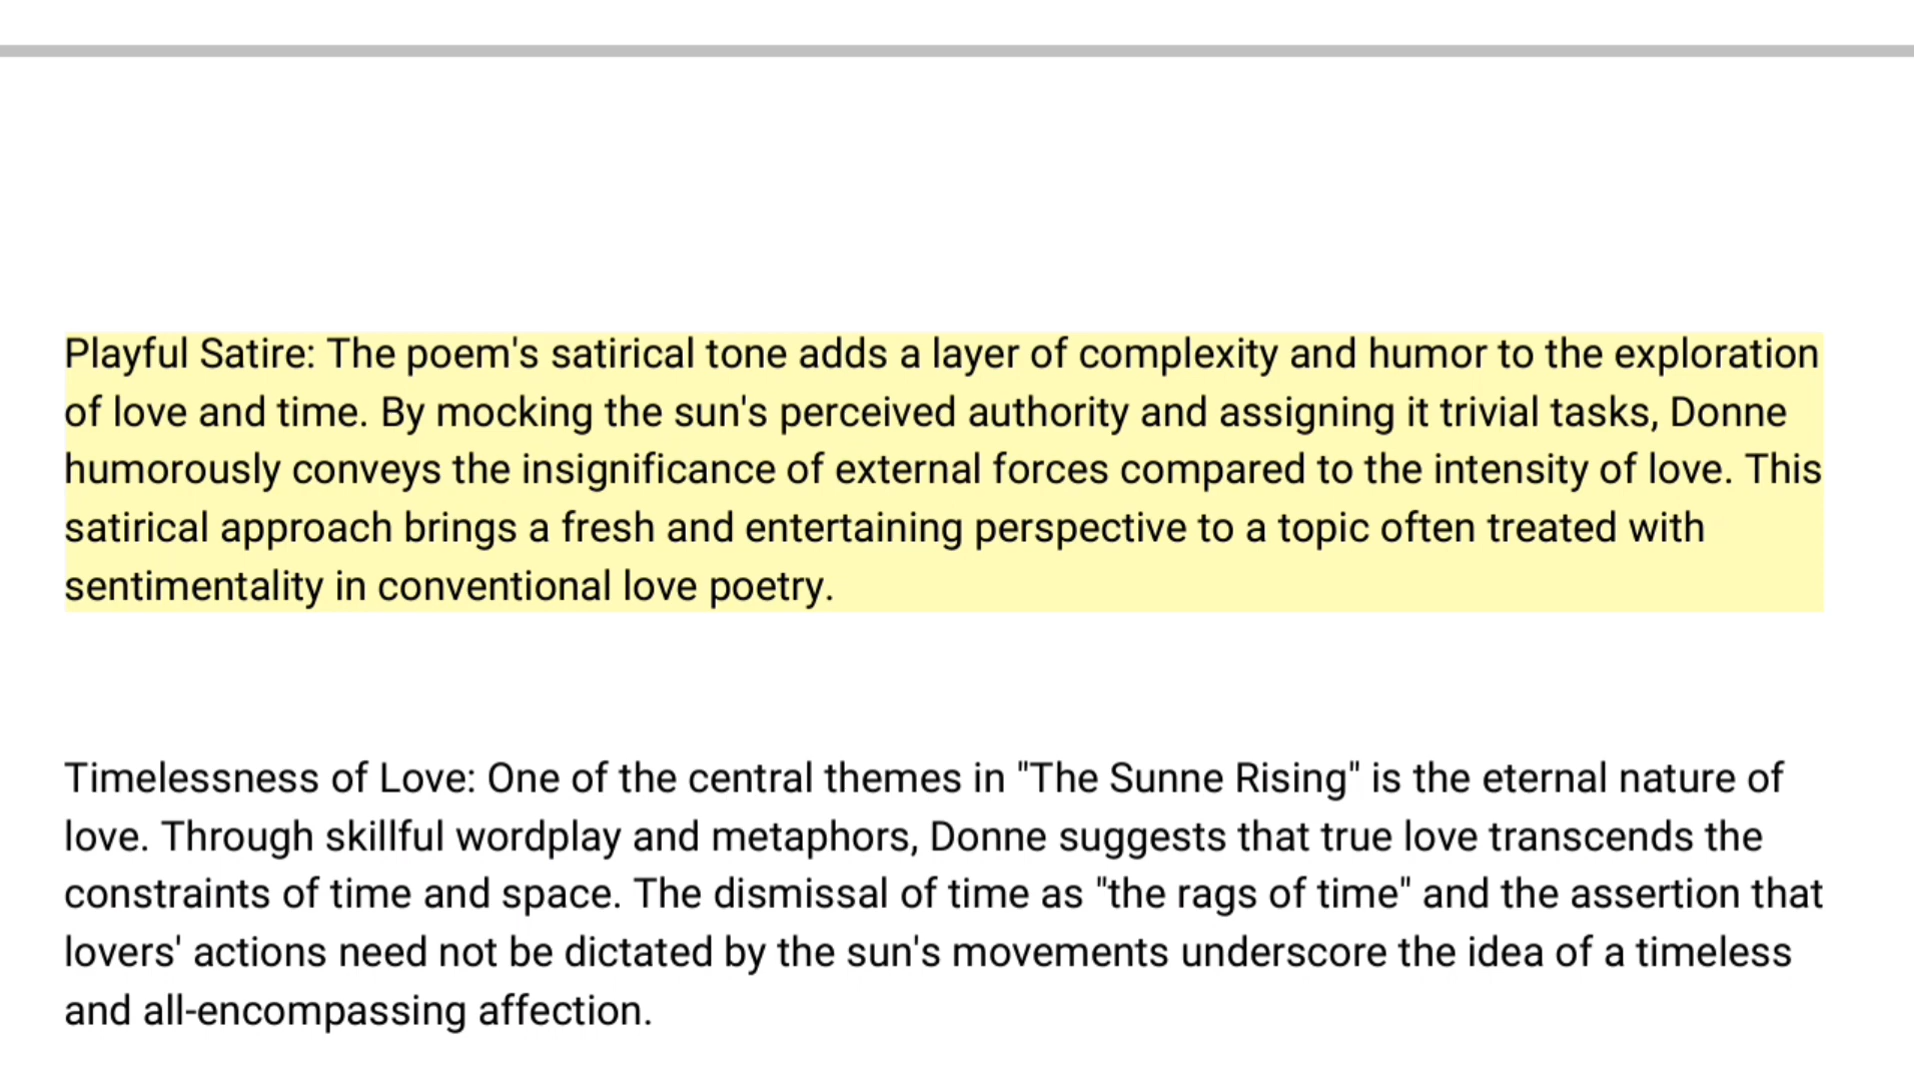 Playful Satire: The poem's satirical tone adds a layer of complexity and humor to the exploration
of love and time. By mocking the sun's perceived authority and assigning it trivial tasks, Donne
humorously conveys the insignificance of external forces compared to the intensity of love. This
satirical approach brings a fresh and entertaining perspective to a topic often treated with
sentimentality in conventional love poetry.
Timelessness of Love: One of the central themes in "The Sunne Rising" is the eternal nature of
love. Through skillful wordplay and metaphors, Donne suggests that true love transcends the
constraints of time and space. The dismissal of time as "the rags of time" and the assertion that
lovers' actions need not be dictated by the sun's movements underscore the idea of a timeless
and all-encompassing affection.